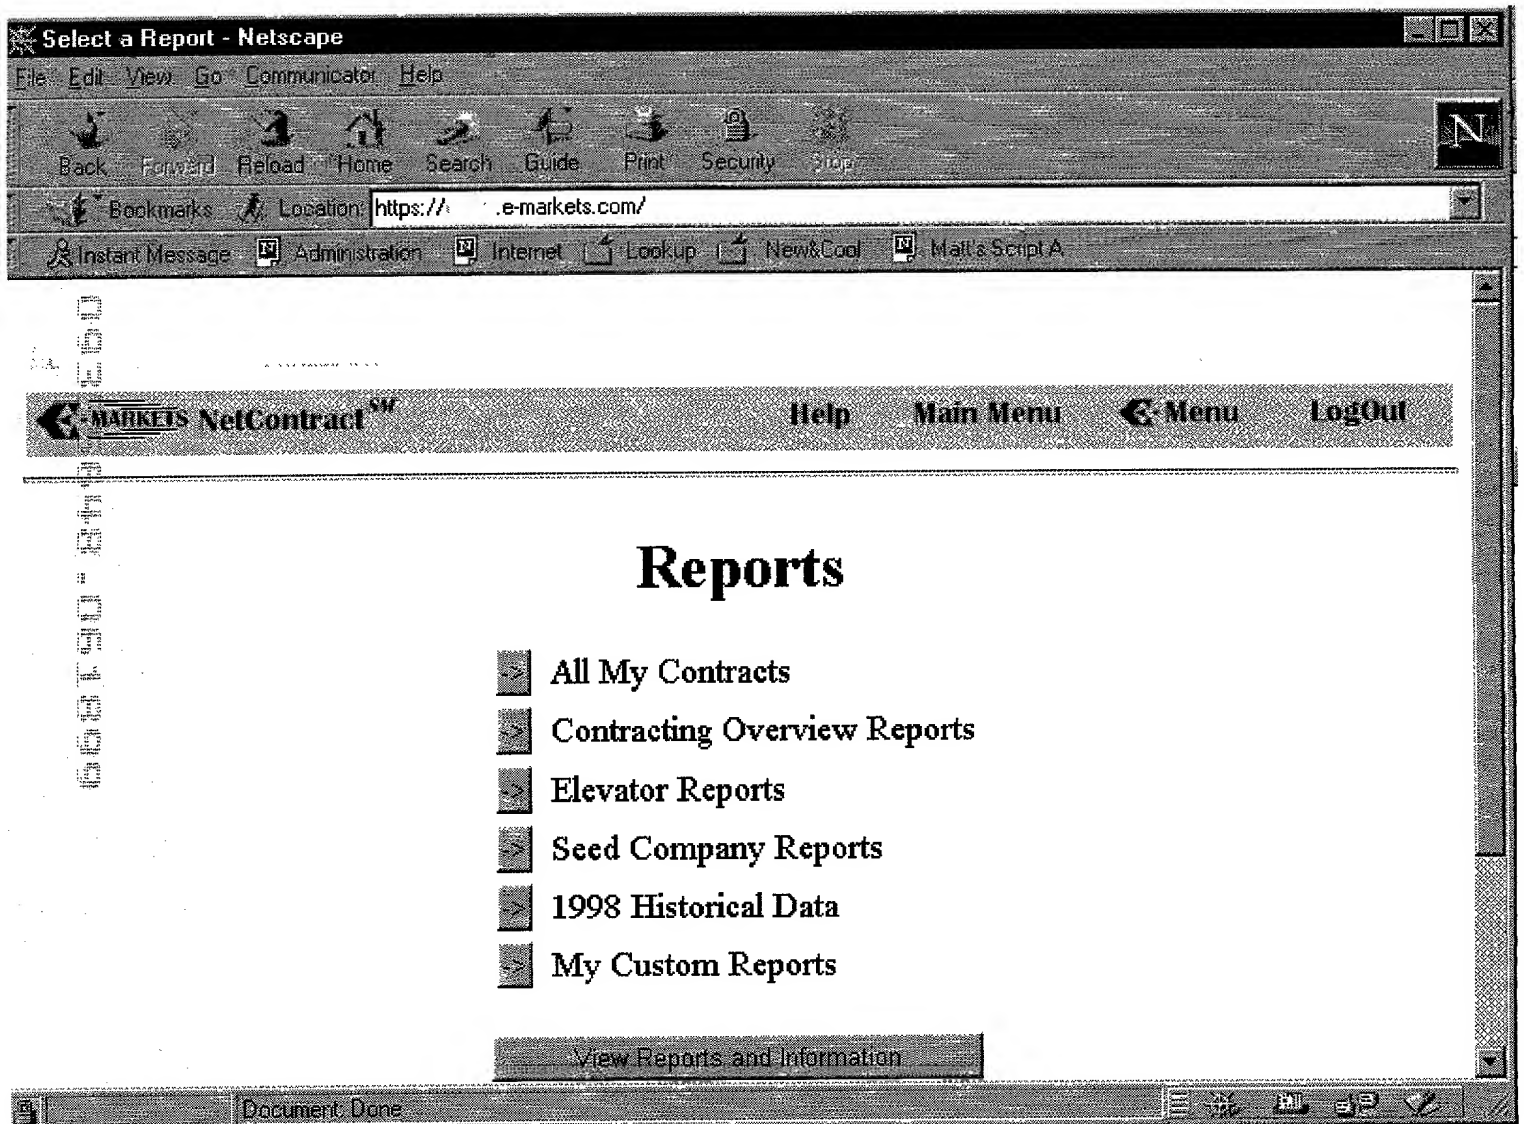 Select a Report - Netscape
File Edit View Go Communicator Help
Back Forward Reload Home Search Guide Print Security Stop
Bookmarks Location: https:// .e-markets.com/
Instant Message Administration Internet Lookup New&Cool Matt's Script A
MARKETS NetContract SM Help Main Menu Menu LogOut
Reports
-> All My Contracts
-> Contracting Overview Reports
-> Elevator Reports
-> Seed Company Reports
-> 1998 Historical Data
-> My Custom Reports
View Reports and Information
Document: Done